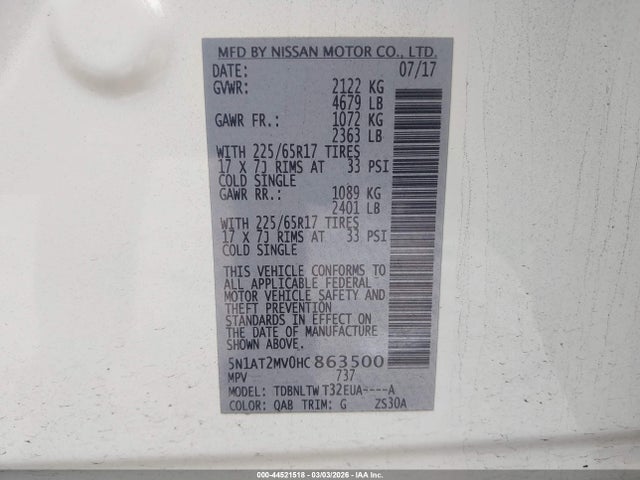 MFD BY NISSAN MOTOR CO., LTD.
DATE: 07/17
GVWR: 2122 KG
4679 LB
GAWR FR.: 1072 KG
2363 LB
WITH 225/65R17 TIRES
17 X 7J RIMS AT 33 PSI
COLD SINGLE
GAWR RR.: 1089 KG
2401 LB
WITH 225/65R17 TIRES
17 X 7J RIMS AT 33 PSI
COLD SINGLE
THIS VEHICLE CONFORMS TO
ALL APPLICABLE FEDERAL
MOTOR VEHICLE SAFETY AND
THEFT PREVENTION
STANDARDS IN EFFECT ON
THE DATE OF MANUFACTURE
SHOWN ABOVE.
5N1AT2MV0HC863500
MPV 737
MODEL: TDBNLTW T32EUA----A
COLOR: QAB TRIM: G ZS30A
000-44521518 - 03/03/2026 - IAAI.com